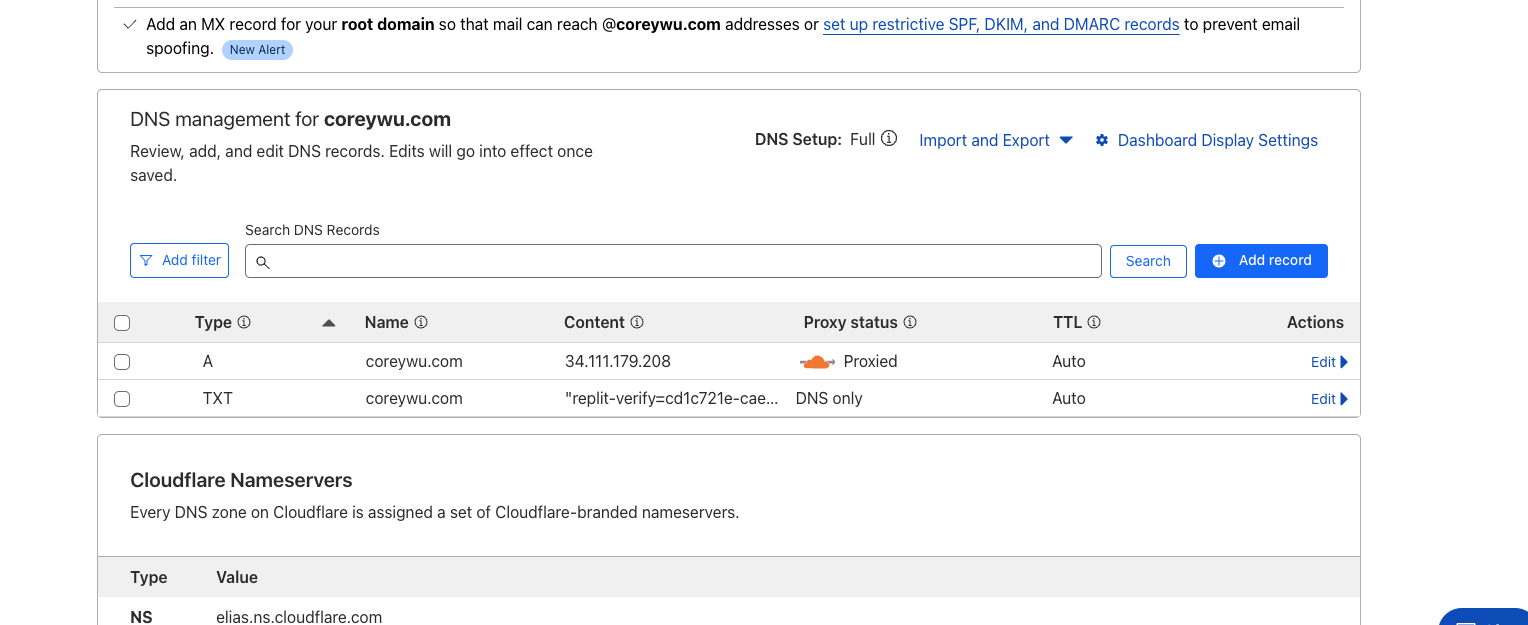 Add an MX record for your root domain so that mail can reach @coreywu.com addresses or set up restrictive SPF, DKIM, and DMARC records to prevent email
spoofing. New Alert
DNS management for coreywu.com
Review, add, and edit DNS records. Edits will go into effect once
saved.
DNS Setup: Full Import and Export Dashboard Display Settings
Search DNS Records
Add filter Search Add record
Type Name Content Proxy status TTL Actions
A coreywu.com 34.111.179.208 Proxied Auto Edit
TXT coreywu.com "replit-verify=cd1c721e-cae... DNS only Auto Edit
Cloudflare Nameservers
Every DNS zone on Cloudflare is assigned a set of Cloudflare-branded nameservers.
Type Value
NS elias.ns.cloudflare.com